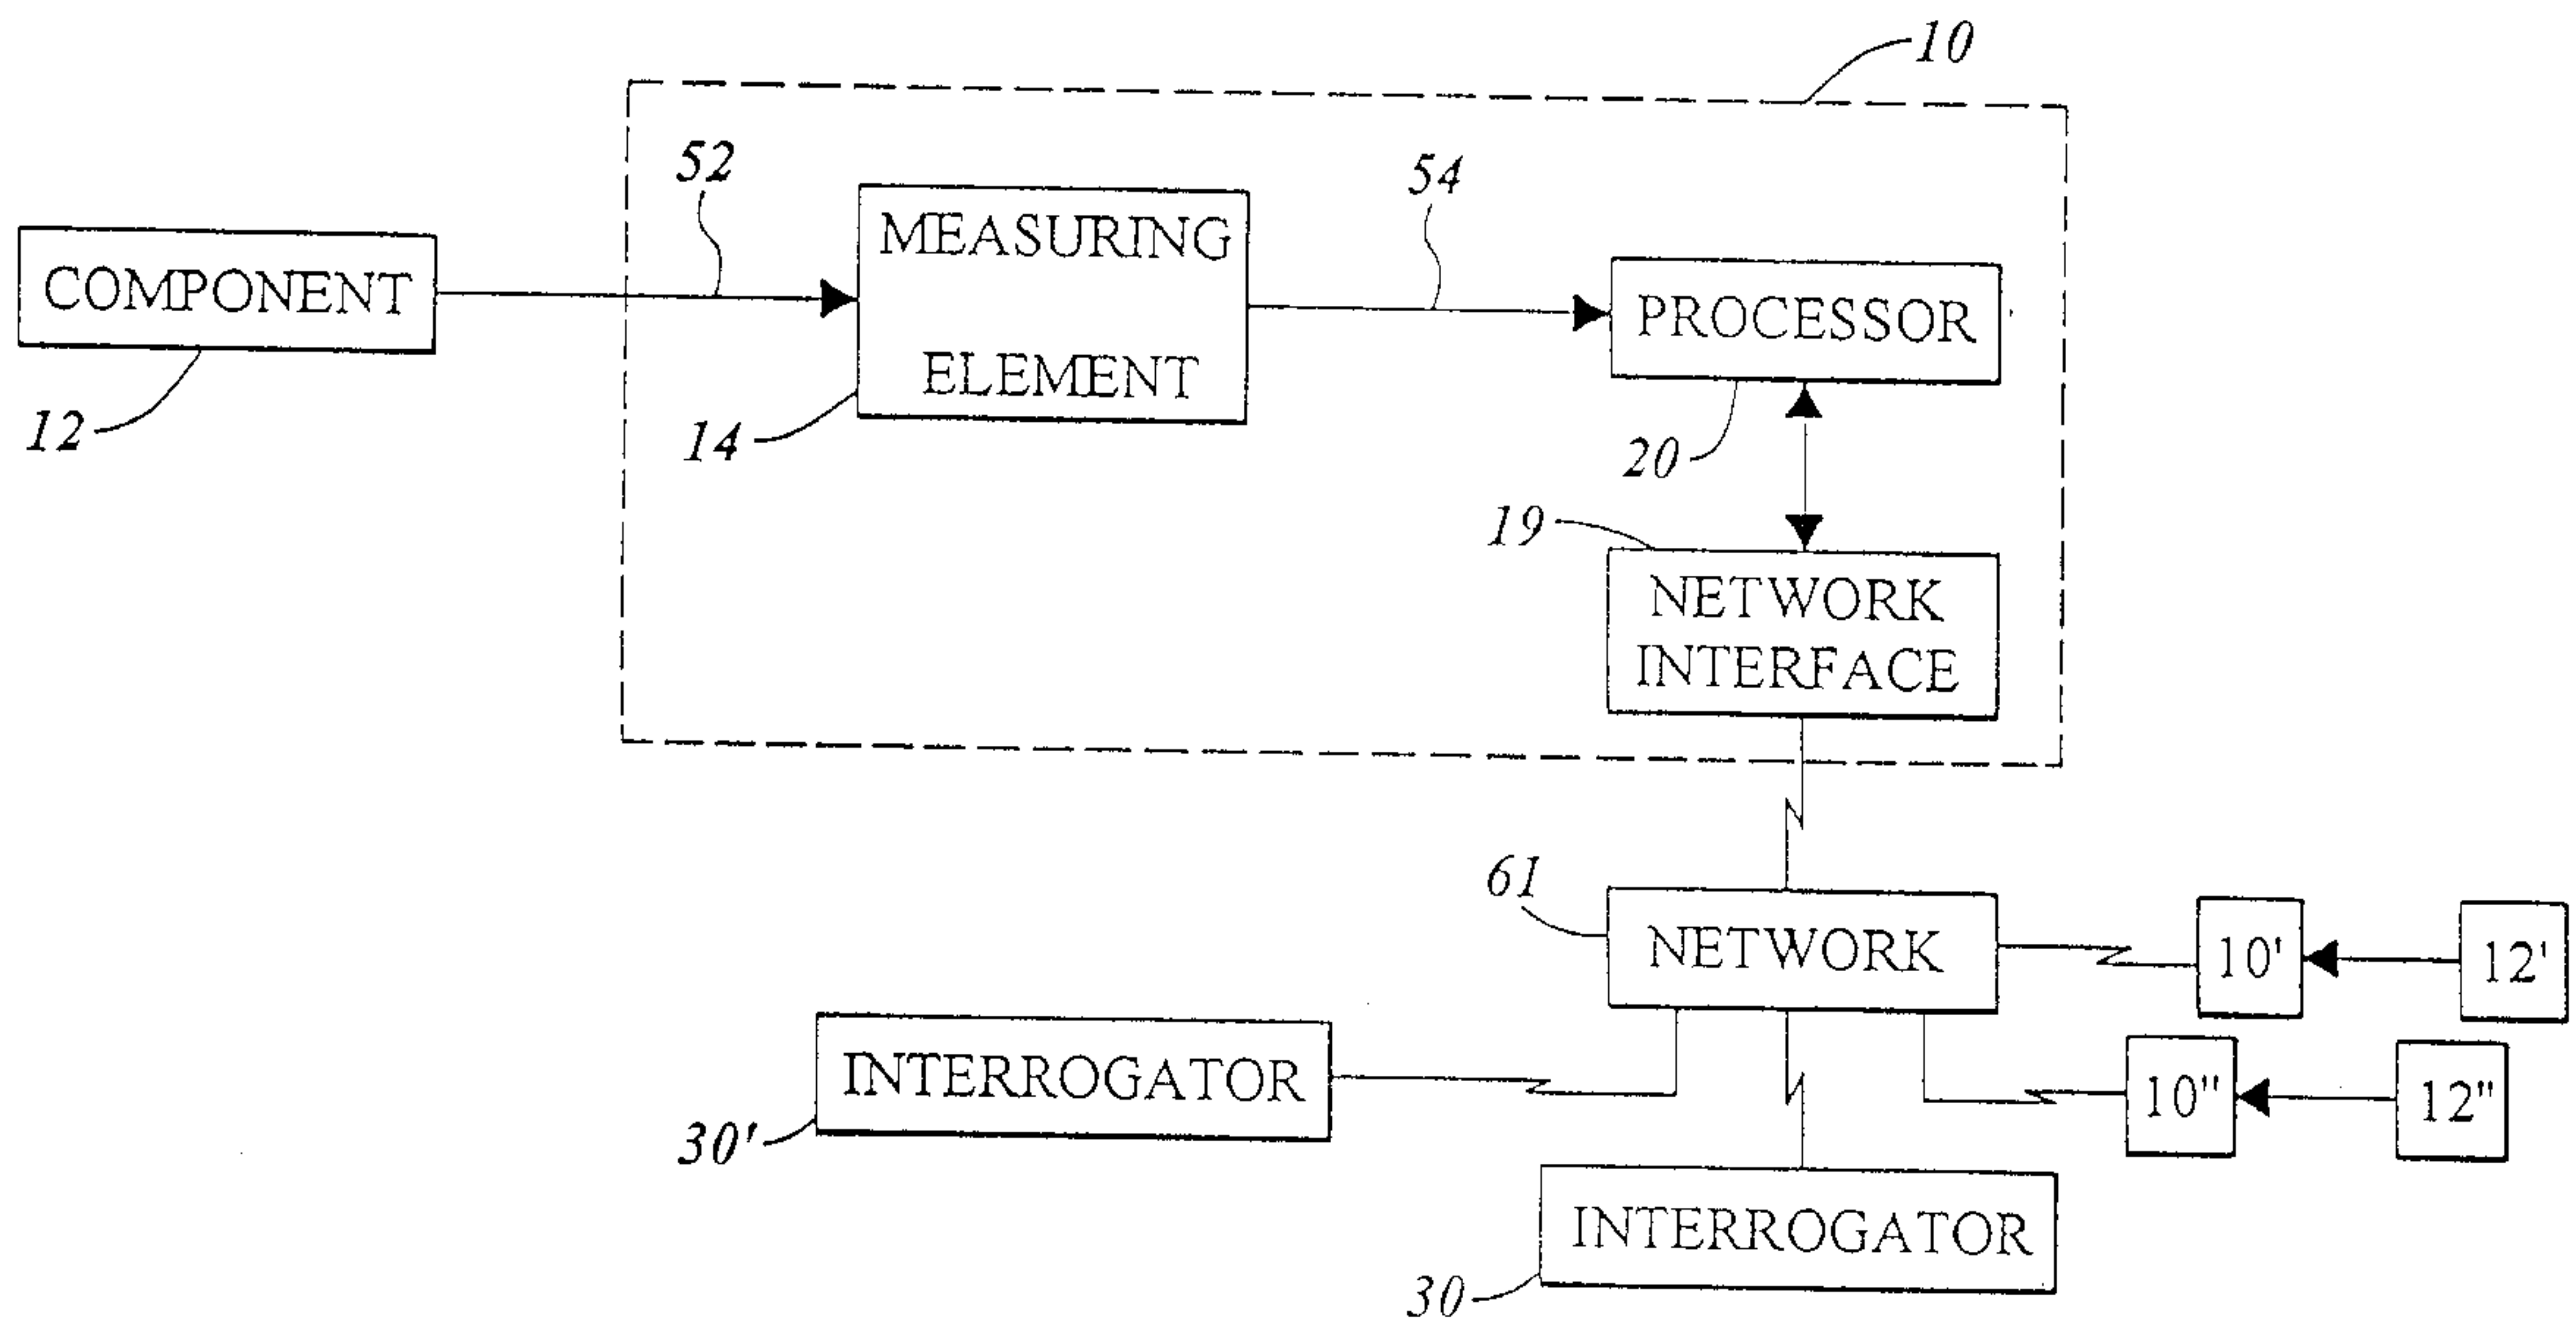 10
52
54
COMPONENT
MEASURING
ELEMENT
PROCESSOR
12
14
20
19
NETWORK
INTERFACE
61
NETWORK
10'
12'
INTERROGATOR
10"
12"
30'
INTERROGATOR
30